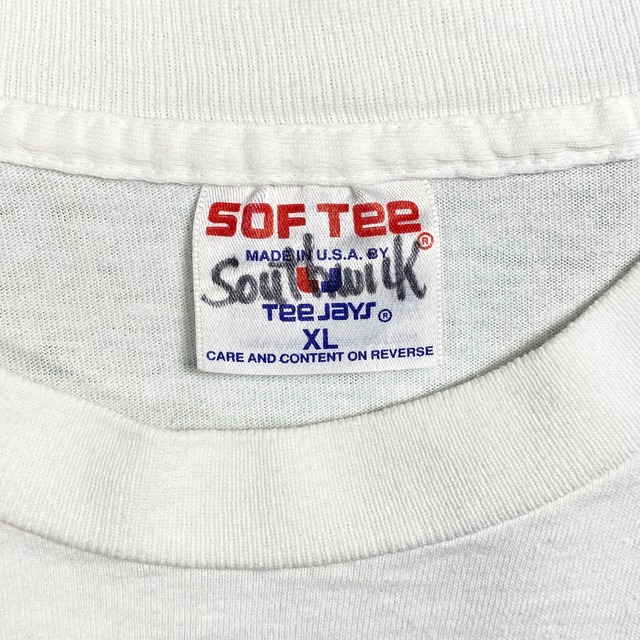 SOF Tee®
MADE IN U.S.A. BY
Southwick
TEE JAYS®
XL
CARE AND CONTENT ON REVERSE